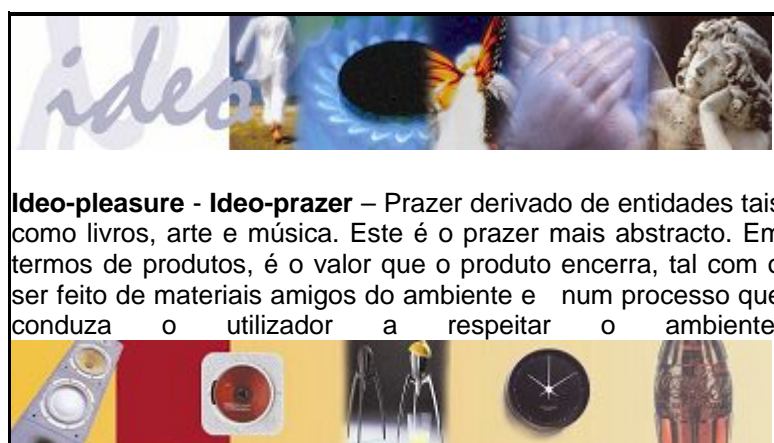 ideo
Ideo-pleasure - Ideo-prazer – Prazer derivado de entidades tais
como livros, arte e música. Este é o prazer mais abstracto. Em
termos de produtos, é o valor que o produto encerra, tal com o
ser feito de materiais amigos do ambiente e num processo que
conduza o utilizador a respeitar o ambiente